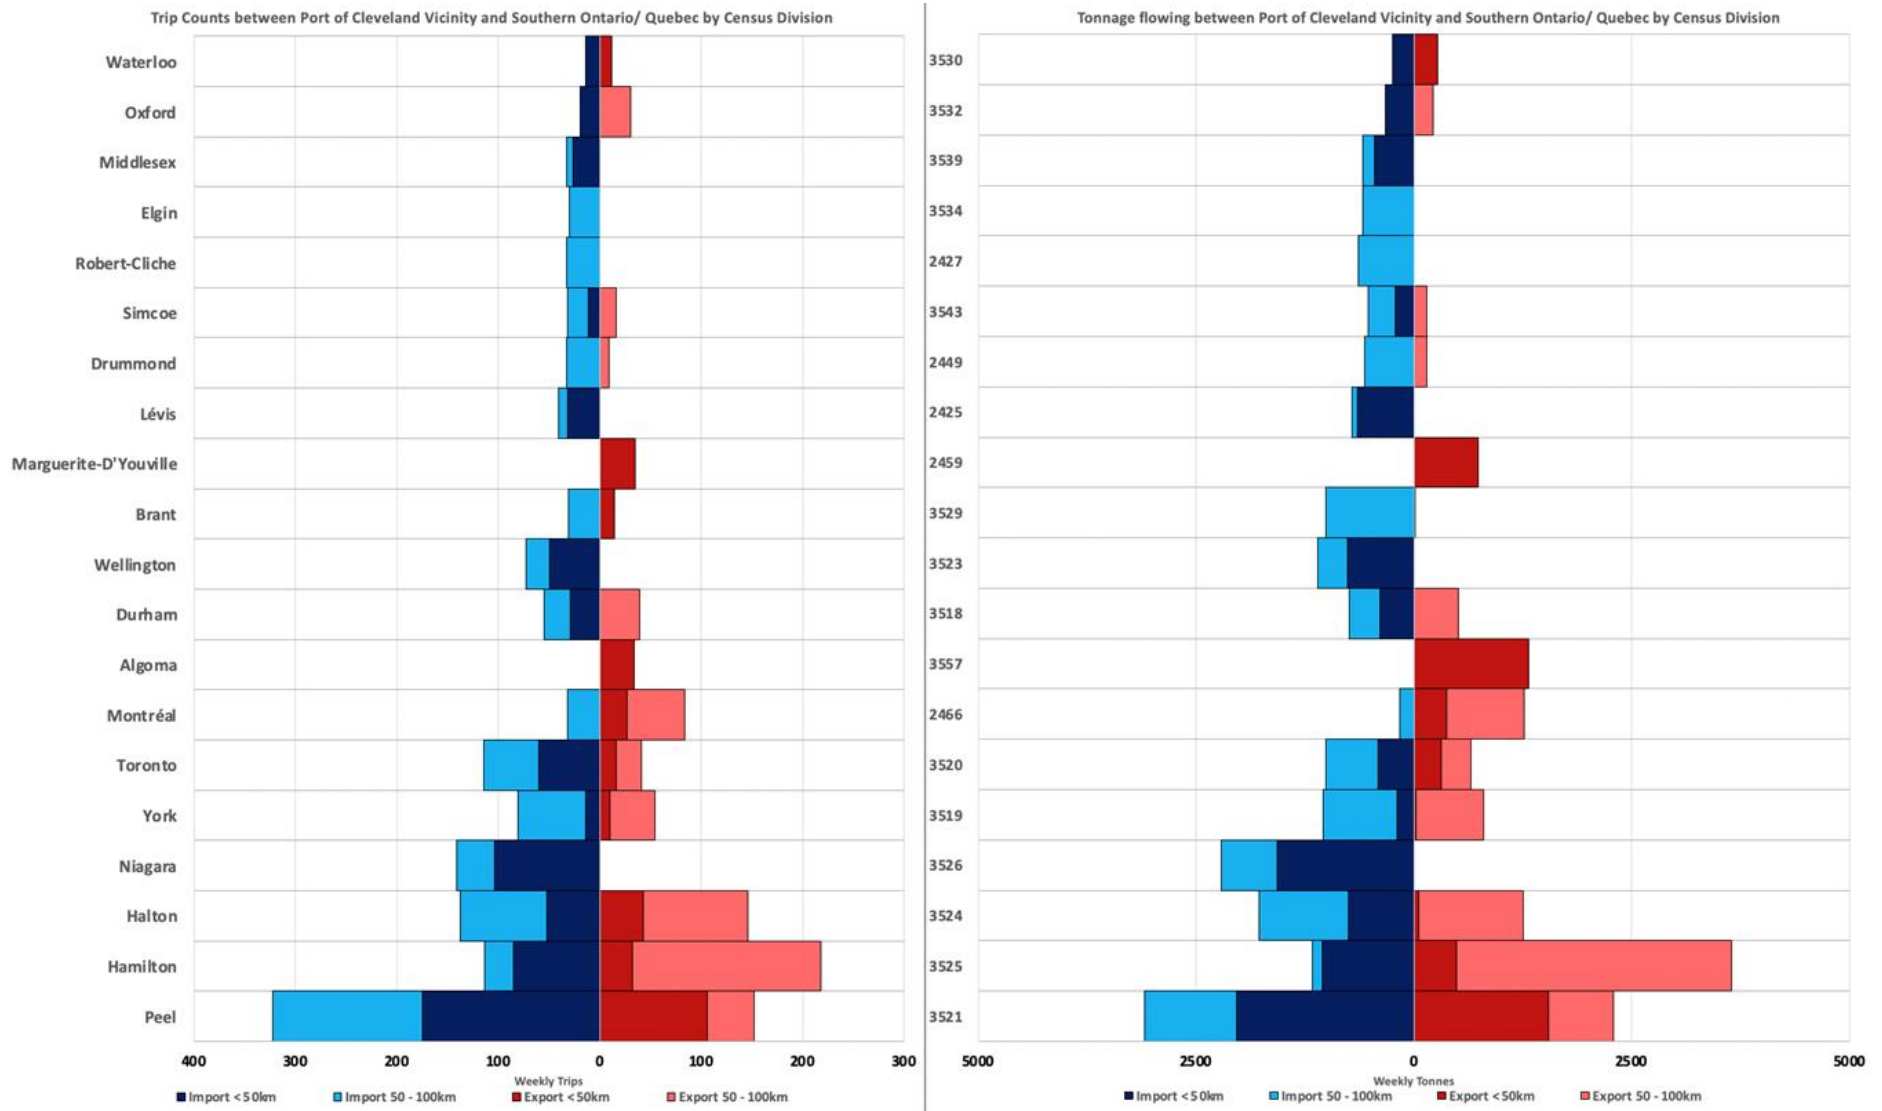 Trip Counts between Port of Cleveland Vicinity and Southern Ontario/ Quebec by Census Division
Waterloo
Oxford
Middlesex
Elgin
Robert-Cliche
Simcoe
Drummond
Lévis
Marguerite-D'Youville
Brant
Wellington
Durham
Algoma
Montréal
Toronto
York
Niagara
Halton
Hamilton
Peel
400 300 200 100 0 100 200 300
Weekly Trips
Import <50km Import 50 - 100km Export <50km Export 50 - 100km
Tonnage flowing between Port of Cleveland Vicinity and Southern Ontario/ Quebec by Census Division
3530
3532
3539
3534
2427
3543
2449
2425
2459
3529
3523
3518
3557
2466
3520
3519
3526
3524
3525
3521
5000 2500 0 2500 5000
Weekly Tonnes
Import <50km Import 50 - 100km Export <50km Export 50 - 100km